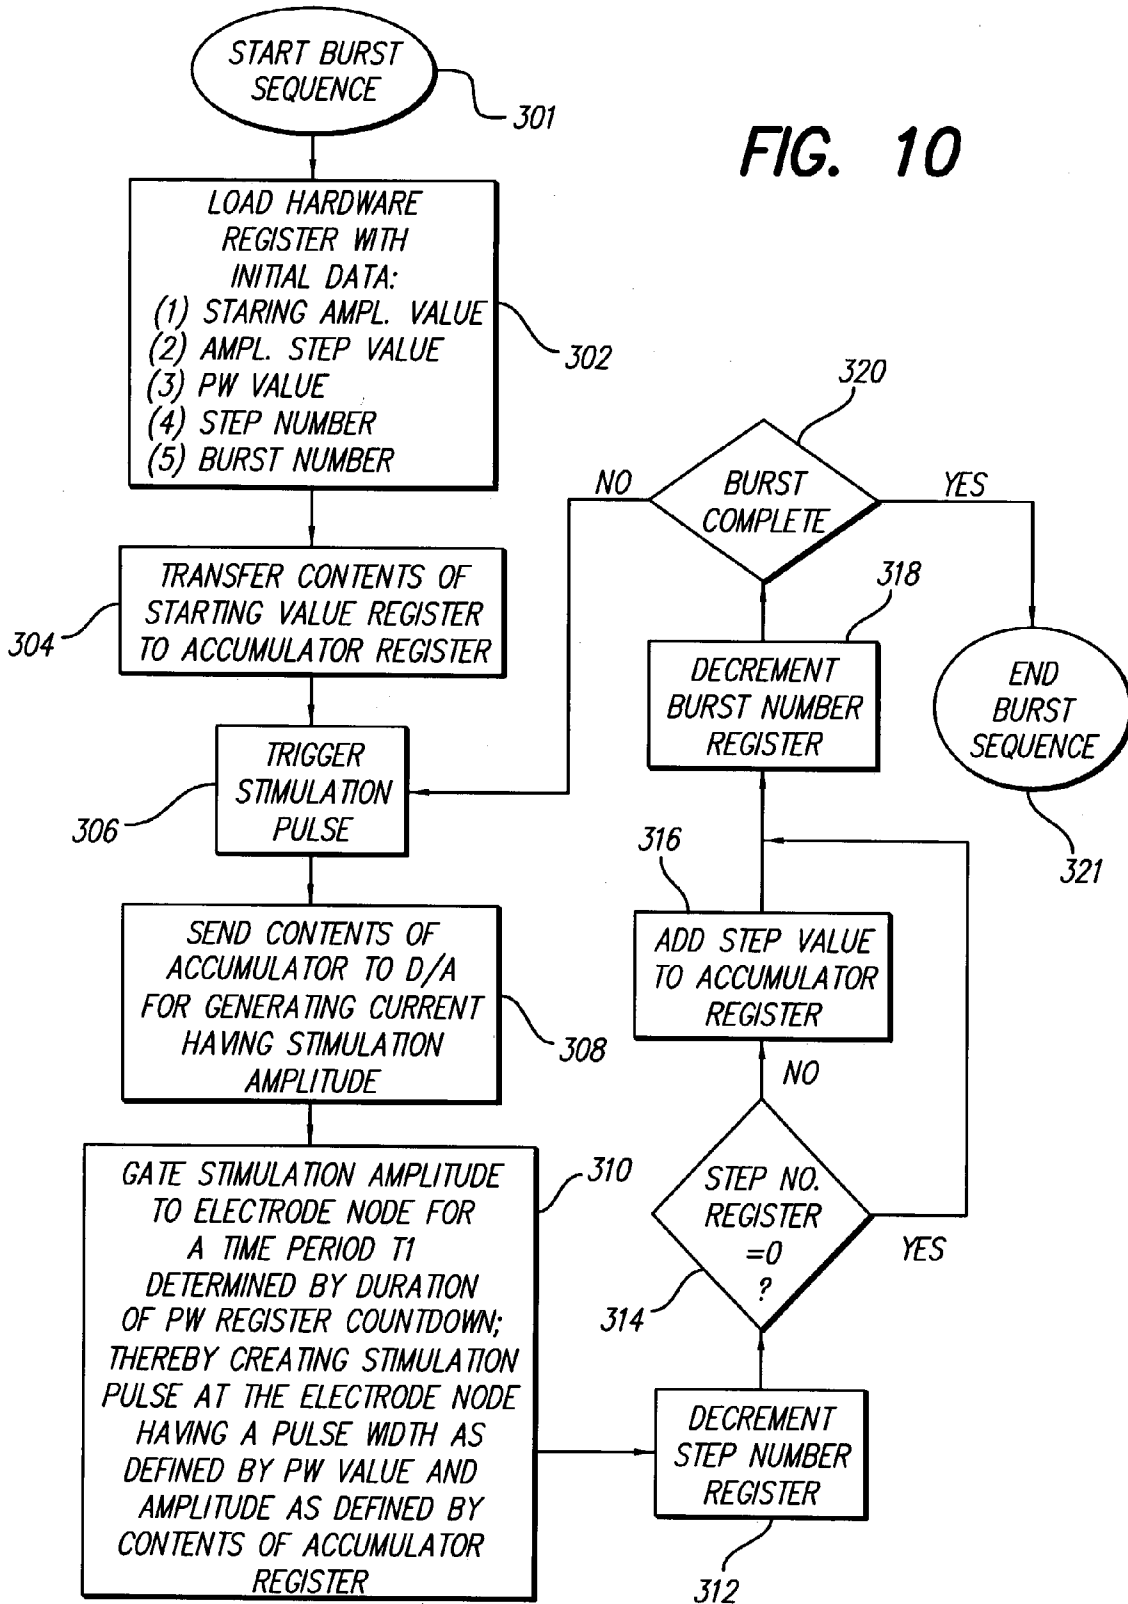 START BURST
SEQUENCE
301
FIG. 10
LOAD HARDWARE
REGISTER WITH
INITIAL DATA:
(1) STARING AMPL. VALUE
(2) AMPL. STEP VALUE
(3) PW VALUE
(4) STEP NUMBER
(5) BURST NUMBER
302
TRANSFER CONTENTS OF
STARTING VALUE REGISTER
TO ACCUMULATOR REGISTER
304
TRIGGER
STIMULATION
PULSE
306
SEND CONTENTS OF
ACCUMULATOR TO D/A
FOR GENERATING CURRENT
HAVING STIMULATION
AMPLITUDE
308
GATE STIMULATION AMPLITUDE
TO ELECTRODE NODE FOR
A TIME PERIOD T1
DETERMINED BY DURATION
OF PW REGISTER COUNTDOWN;
THEREBY CREATING STIMULATION
PULSE AT THE ELECTRODE NODE
HAVING A PULSE WIDTH AS
DEFINED BY PW VALUE AND
AMPLITUDE AS DEFINED BY
CONTENTS OF ACCUMULATOR
REGISTER
310
DECREMENT
STEP NUMBER
REGISTER
312
STEP NO.
REGISTER
=0
?
314
YES
NO
ADD STEP VALUE
TO ACCUMULATOR
REGISTER
316
DECREMENT
BURST NUMBER
REGISTER
318
BURST
COMPLETE
320
NO
YES
END
BURST
SEQUENCE
321